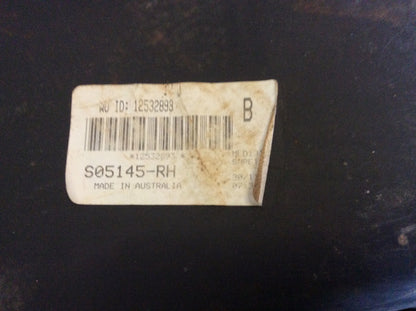 WO ID: 12532893
B
*12532893*
S05145-RH
MADE IN AUSTRALIA